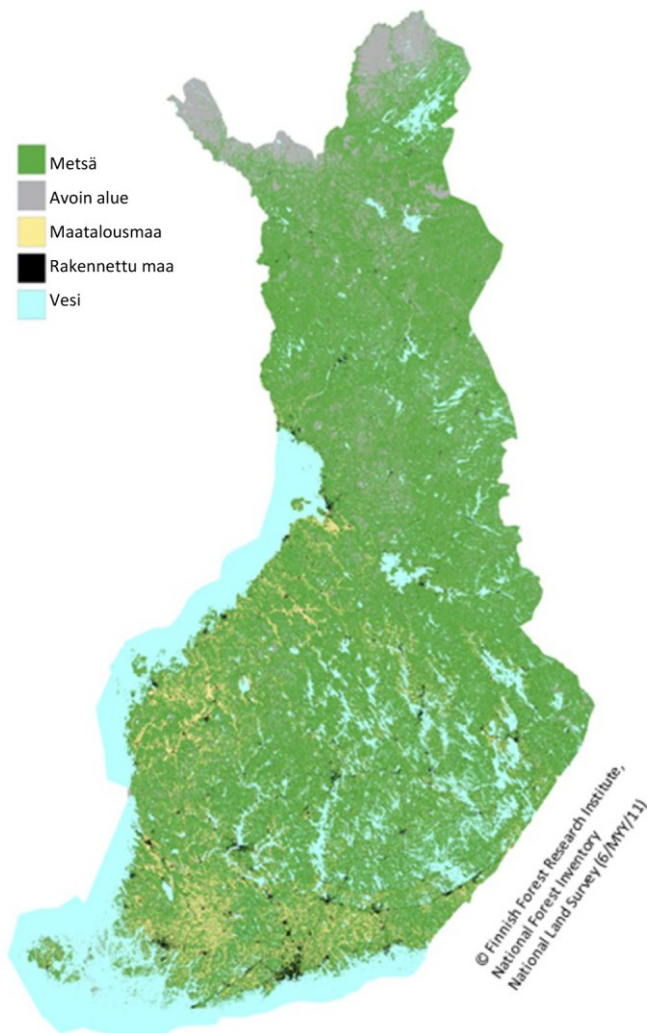 Metsä
Avoin alue
Maatalousmaa
Rakennettu maa
Vesi
© Finnish Forest Research Institute,
National Forest Inventory
National Land Survey (6/MYY/11)